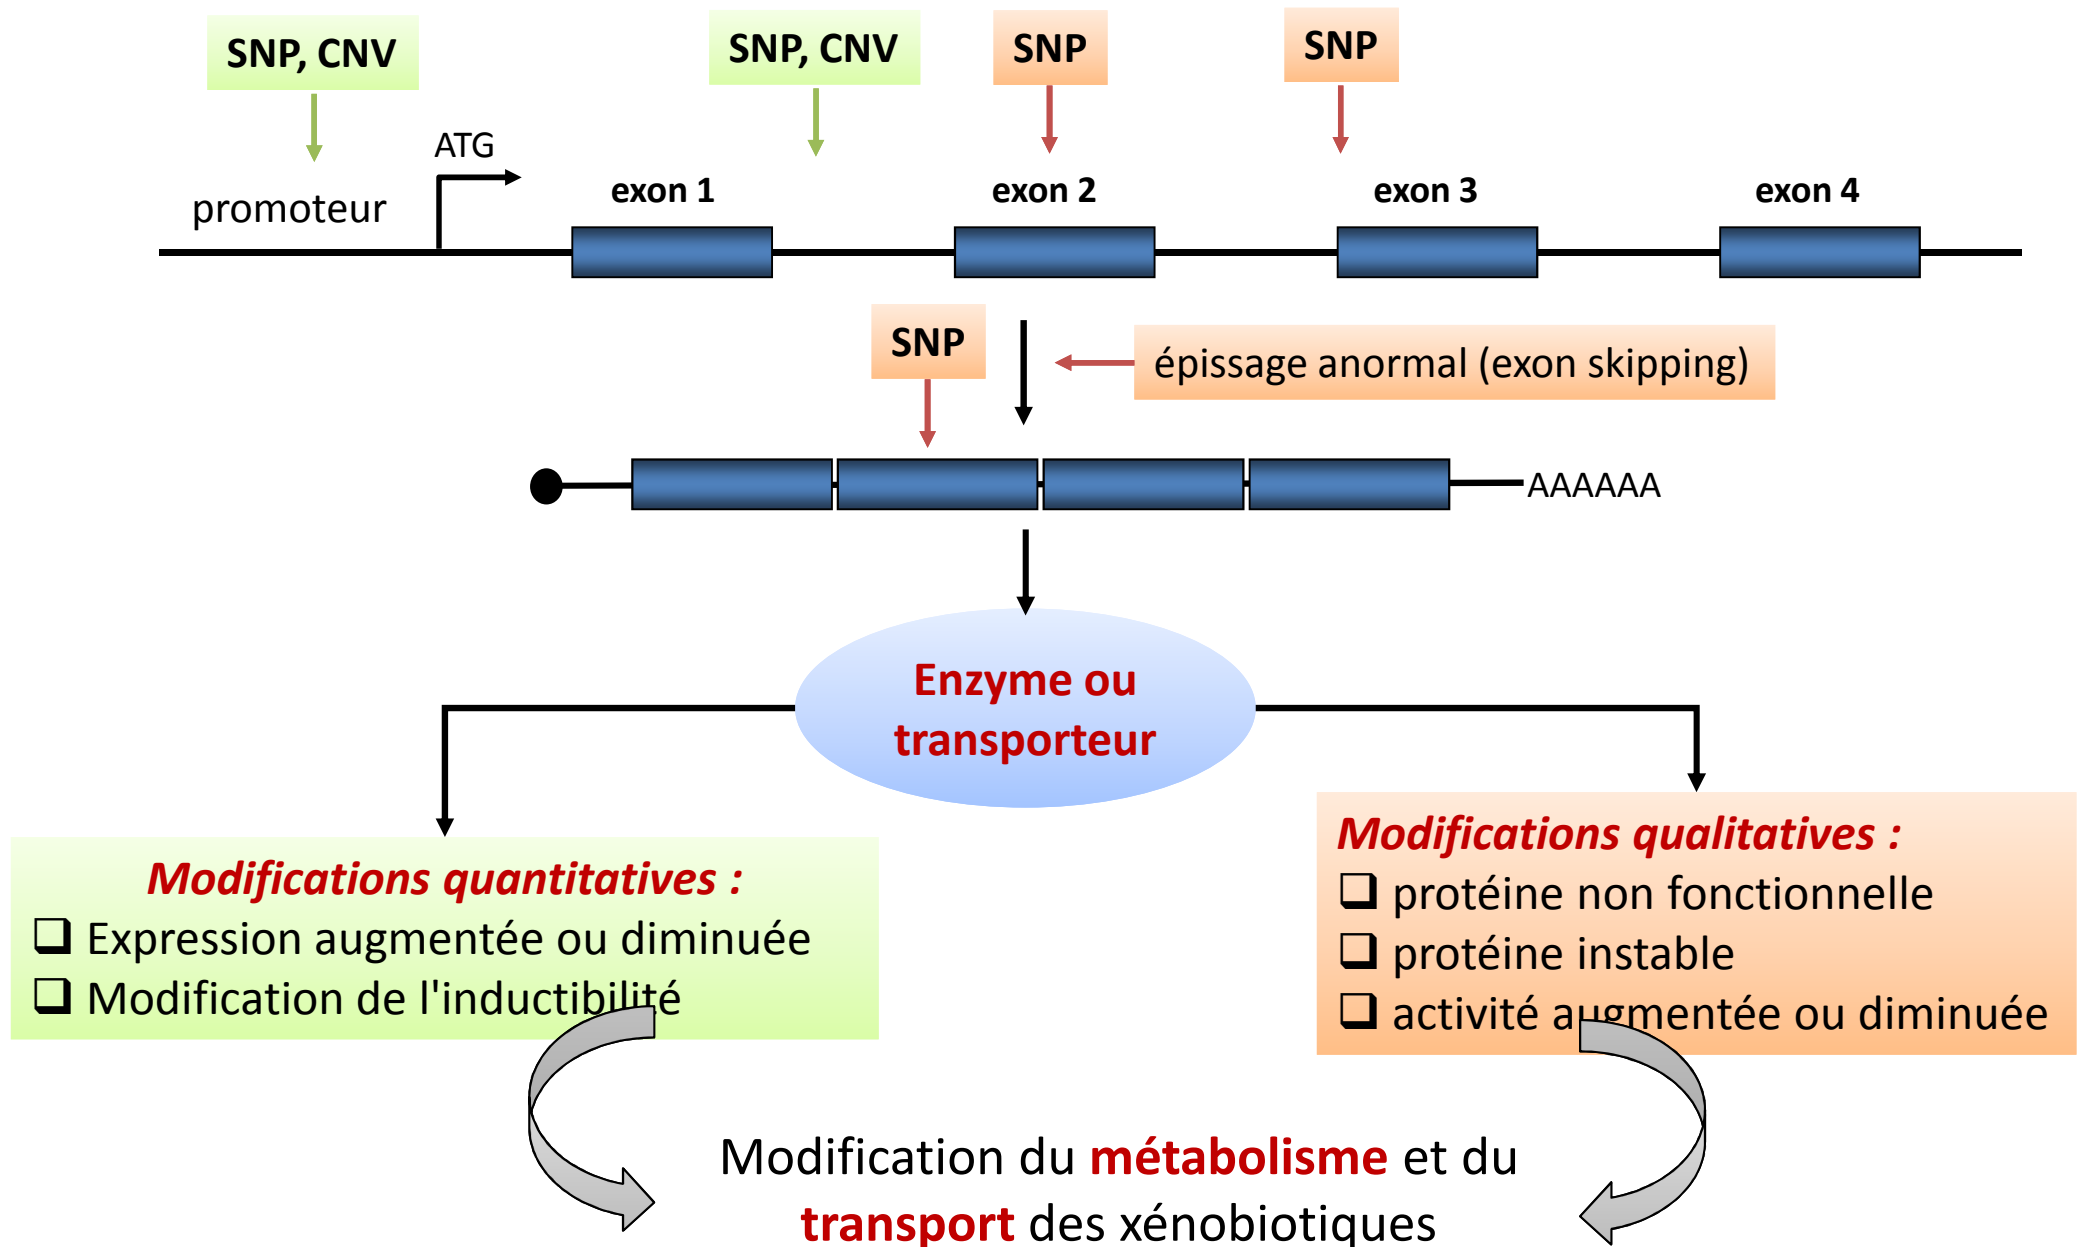 SNP, CNV
SNP, CNV
SNP
SNP
ATG
promoteur
exon 1
exon 2
exon 3
exon 4
SNP
épissage anormal (exon skipping)
AAAAAA
Enzyme ou
transporteur
Modifications quantitatives :
Expression augmentée ou diminuée
Modification de l'inductibilité
Modifications qualitatives :
protéine non fonctionnelle
protéine instable
activité augmentée ou diminuée
Modification du métabolisme et du
transport des xénobiotiques